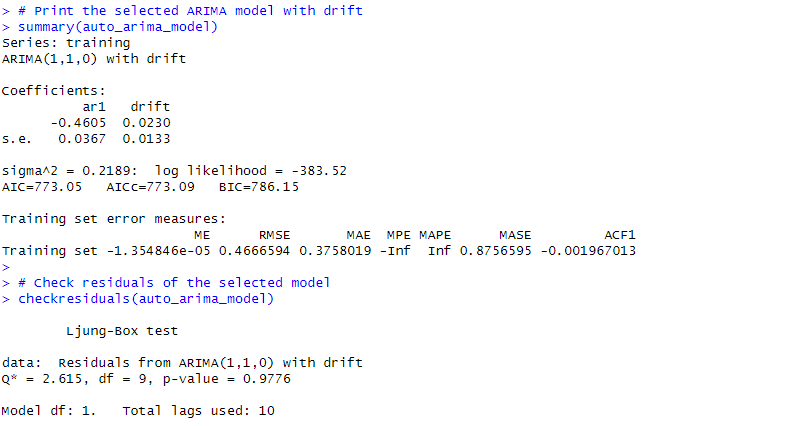 > # Print the selected ARIMA model with drift
> summary(auto_arima_model)
Series: training
ARIMA(1,1,0) with drift
Coefficients:
ar1 drift
-0.4605 0.0230
s.e. 0.0367 0.0133
sigma^2 = 0.2189: log likelihood = -383.52
AIC=773.05 AICc=773.09 BIC=786.15
Training set error measures:
ME RMSE MAE MPE MAPE MASE ACF1
Training set -1.354846e-05 0.4666594 0.3758019 -Inf Inf 0.8756595 -0.001967013
>
> # Check residuals of the selected model
> checkresiduals(auto_arima_model)
Ljung-Box test
data: Residuals from ARIMA(1,1,0) with drift
Q* = 2.615, df = 9, p-value = 0.9776
Model df: 1. Total lags used: 10